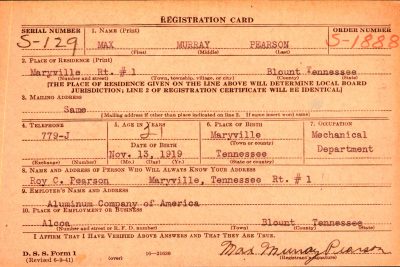 REGISTRATION CARD
SERIAL NUMBER 1. NAME (Print) ORDER NUMBER
S-129 MAX MURRAY PEARSON S-1888
(First) (Middle) (Last)
2. PLACE OF RESIDENCE (Print)
Maryville Rt. #1 Blount Tennessee
(Number and street) (Town, township, village, or city) (County) (State)
[THE PLACE OF RESIDENCE GIVEN ON THE LINE ABOVE WILL DETERMINE LOCAL BOARD
JURISDICTION; LINE 2 OF REGISTRATION CERTIFICATE WILL BE IDENTICAL]
3. MAILING ADDRESS
Same
[Mailing address if other than place indicated on line 2. If same insert word same]
4. TELEPHONE 5. AGE IN YEARS 6. PLACE OF BIRTH 7. OCCUPATION
779-J 21 Maryville Mechanical
(Town or county)
DATE OF BIRTH Department
Nov. 13, 1919 Tennessee
(Exchange) (Number) (Mo.) (Day) (Yr.) (State or country)
8. NAME AND ADDRESS OF PERSON WHO WILL ALWAYS KNOW YOUR ADDRESS
Roy C. Pearson Maryville, Tennessee Rt. #1
9. EMPLOYER'S NAME AND ADDRESS
Aluminum Company of America
10. PLACE OF EMPLOYMENT OR BUSINESS
Alcoa Blount Tennessee
(Number and street or R. F. D. number) (Town) (County) (State)
I AFFIRM THAT I HAVE VERIFIED ABOVE ANSWERS AND THAT THEY ARE TRUE.
D. S. S. Form 1 Max Murray Pearson
(Revised 6-9-41) (over) 16—21630 (Registrant's signature)